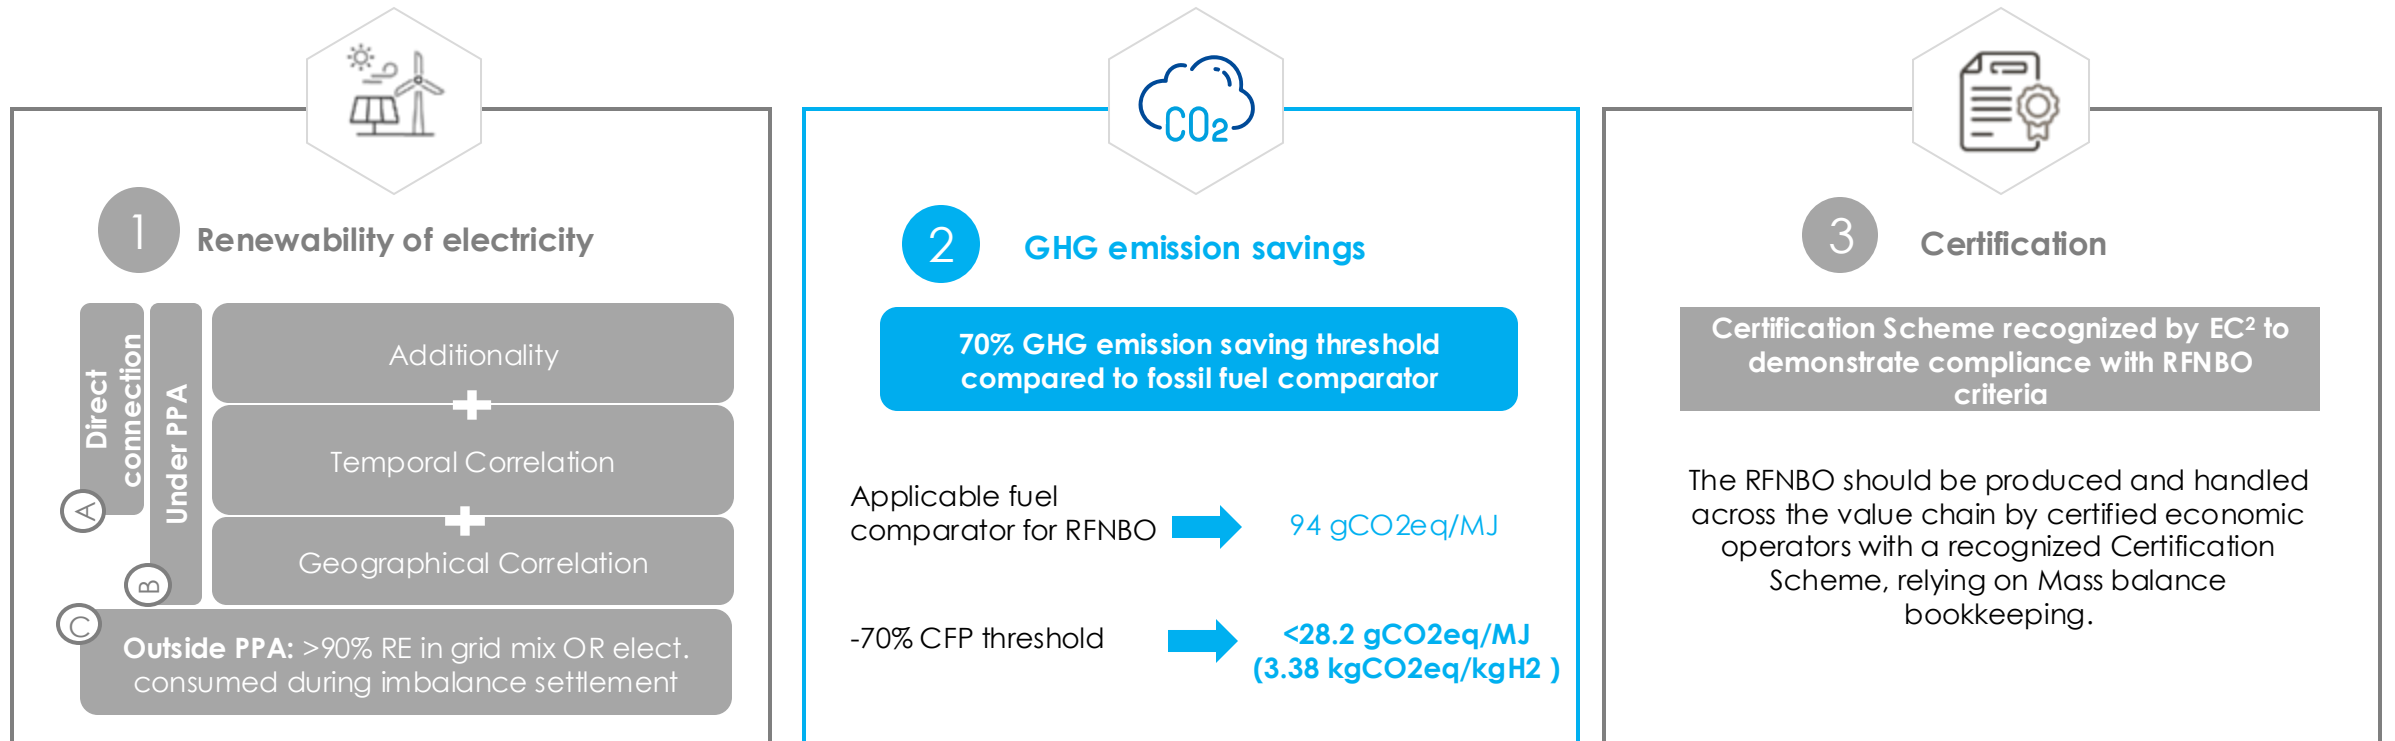 CO2
1
Renewability of electricity
Direct
connection
Under PPA
Additionality
Temporal Correlation
Geographical Correlation
A
B
C
Outside PPA: >90% RE in grid mix OR elect.
consumed during imbalance settlement
2
GHG emission savings
70% GHG emission saving threshold
compared to fossil fuel comparator
Applicable fuel
comparator for RFNBO
94 gCO2eq/MJ
-70% CFP threshold
<28.2 gCO2eq/MJ
(3.38 kgCO2eq/kgH2 )
3
Certification
Certification Scheme recognized by EC² to
demonstrate compliance with RFNBO
criteria
The RFNBO should be produced and handled
across the value chain by certified economic
operators with a recognized Certification
Scheme, relying on Mass balance
bookkeeping.